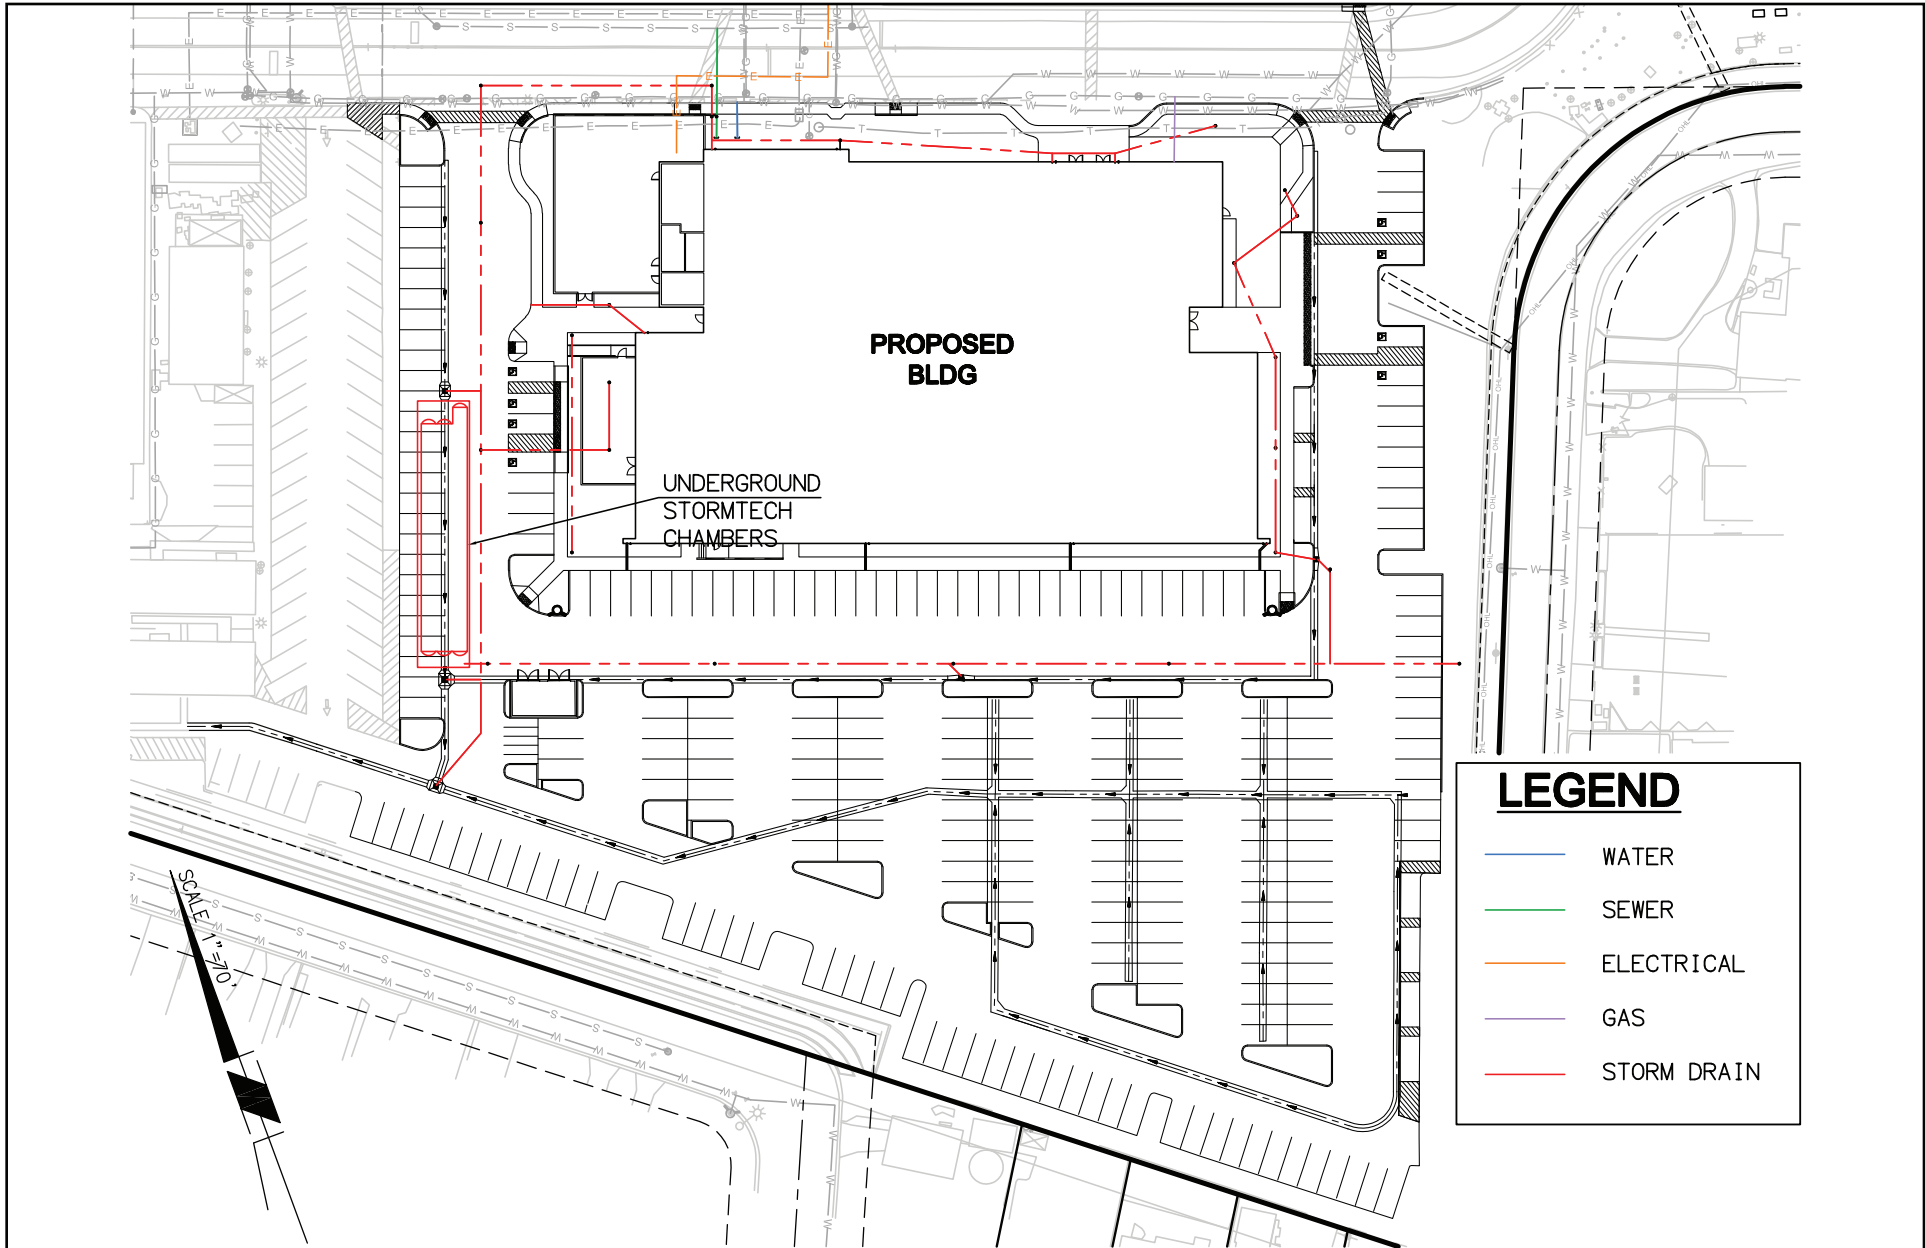 PROPOSED
BLDG
UNDERGROUND
STORMTECH
CHAMBERS
SCALE 1"=70'
LEGEND
WATER
SEWER
ELECTRICAL
GAS
STORM DRAIN